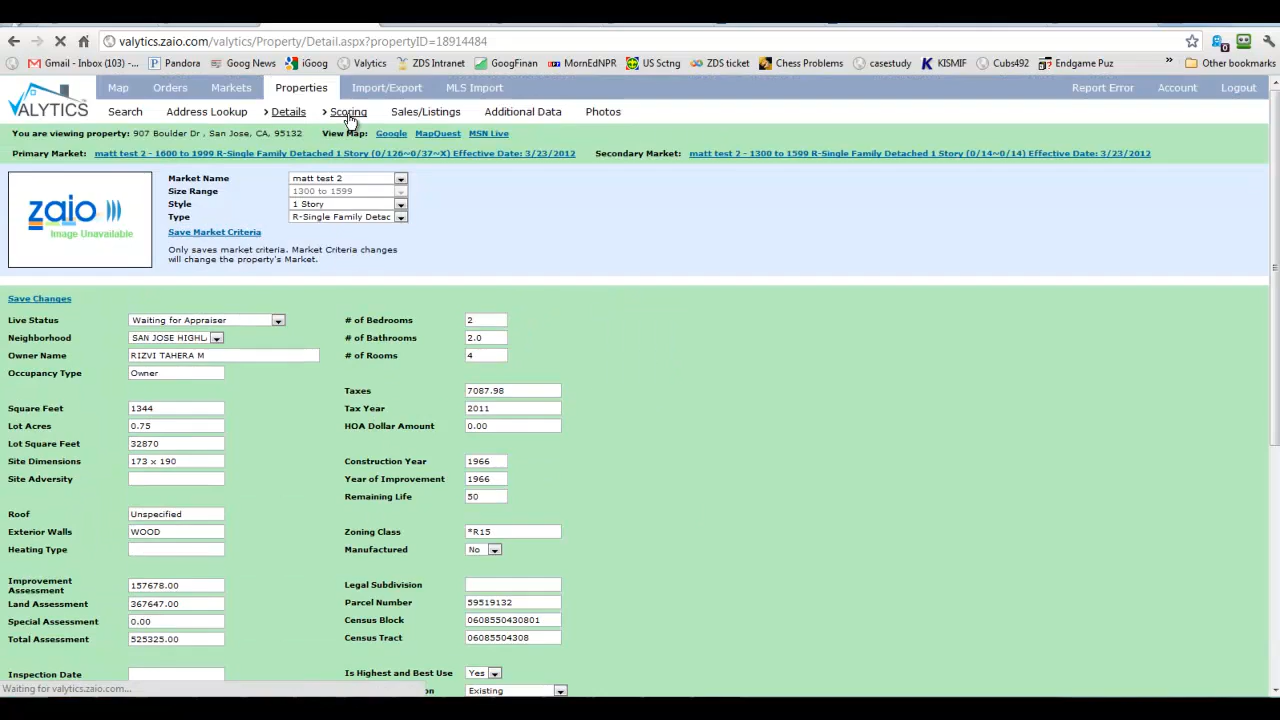 valytics.zaio.com/valytics/Property/Detail.aspx?propertyID=18914484
Gmail - Inbox (103) -... Pandora iGoog Valytics ZDS Intranet GoogFinan MornEdNPR US Sctng ZDS ticket Chess Problems casestudy KISMIF Cubs492 Endgame Puz » Other bookmarks
VALYTICS Map Orders Markets Properties Import/Export MLS Import Report Error Account Logout
Search Address Lookup Details Scoring Sales/Listings Additional Data Photos
You are viewing property: 907 Boulder Dr , San Jose, CA, 95132 View Map: Google MapQuest MSN Live
Primary Market: matt test 2 - 1600 to 1999 R-Single Family Detached 1 Story (0/126~0/37~X) Effective Date: 3/23/2012 Secondary Market: matt test 2 - 1300 to 1599 R-Single Family Detached 1 Story (0/14~0/14) Effective Date: 3/23/2012
zaio
Image Unavailable
Market Name matt test 2
Size Range 1300 to 1599
Style 1 Story
Type R-Single Family Detac
Save Market Criteria
Only saves market criteria. Market Criteria changes
will change the property's Market.
Save Changes
Live Status Waiting for Appraiser # of Bedrooms 2
Neighborhood SAN JOSE HIGHL # of Bathrooms 2.0
Owner Name RIZVI TAHERA M # of Rooms 4
Occupancy Type Owner
Taxes 7087.98
Square Feet 1344 Tax Year 2011
Lot Acres 0.75 HOA Dollar Amount 0.00
Lot Square Feet 32870
Site Dimensions 173 x 190 Construction Year 1966
Site Adversity Year of Improvement 1966
Remaining Life 50
Roof Unspecified
Exterior Walls WOOD Zoning Class *R15
Heating Type Manufactured No
Improvement
Assessment 157678.00 Legal Subdivision
Land Assessment 367647.00 Parcel Number 59519132
Special Assessment 0.00 Census Block 0608550430801
Total Assessment 525325.00 Census Tract 06085504308
Inspection Date Is Highest and Best Use Yes
Waiting for valytics.zaio.com... on Existing